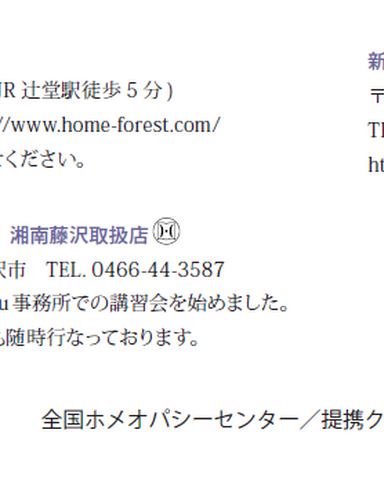 JR 辻堂駅徒歩 5 分 )
//www.home-forest.com/
ください。
湘南藤沢取扱店
沢市　TEL. 0466-44-3587
u 事務所での講習会を始めました。
も随時行なっております。
新
〒
TE
ht
全国ホメオパシーセンター／提携ク